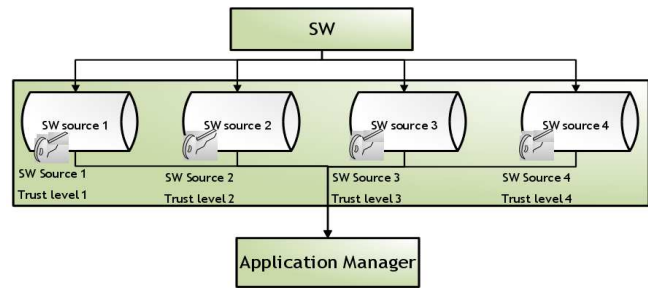 SW
SW source 1
SW source 2
SW source 3
SW source 4
SW Source 1
Trust level 1
SW Source 2
Trust level 2
SW Source 3
Trust level 3
SW Source 4
Trust level 4
Application Manager